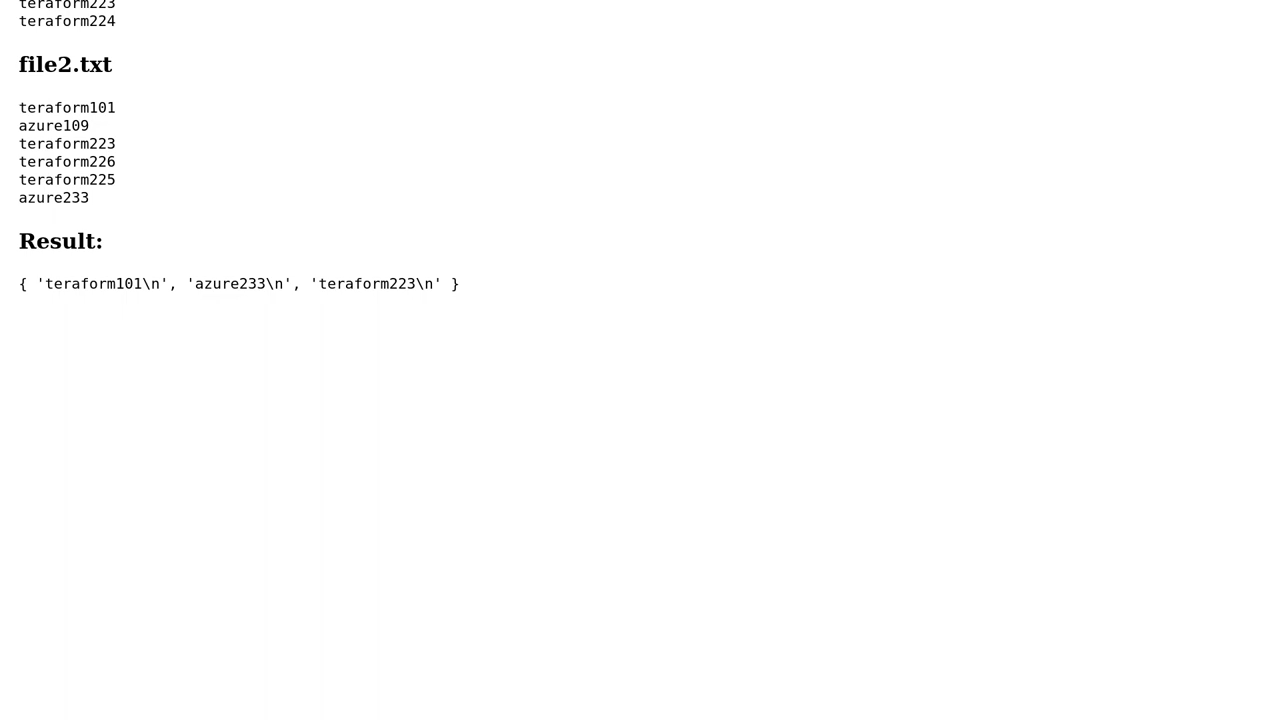 teraform223
teraform224
file2.txt
teraform101
azure109
teraform223
teraform226
teraform225
azure233
Result:
{ 'teraform101\n', 'azure233\n', 'teraform223\n' }